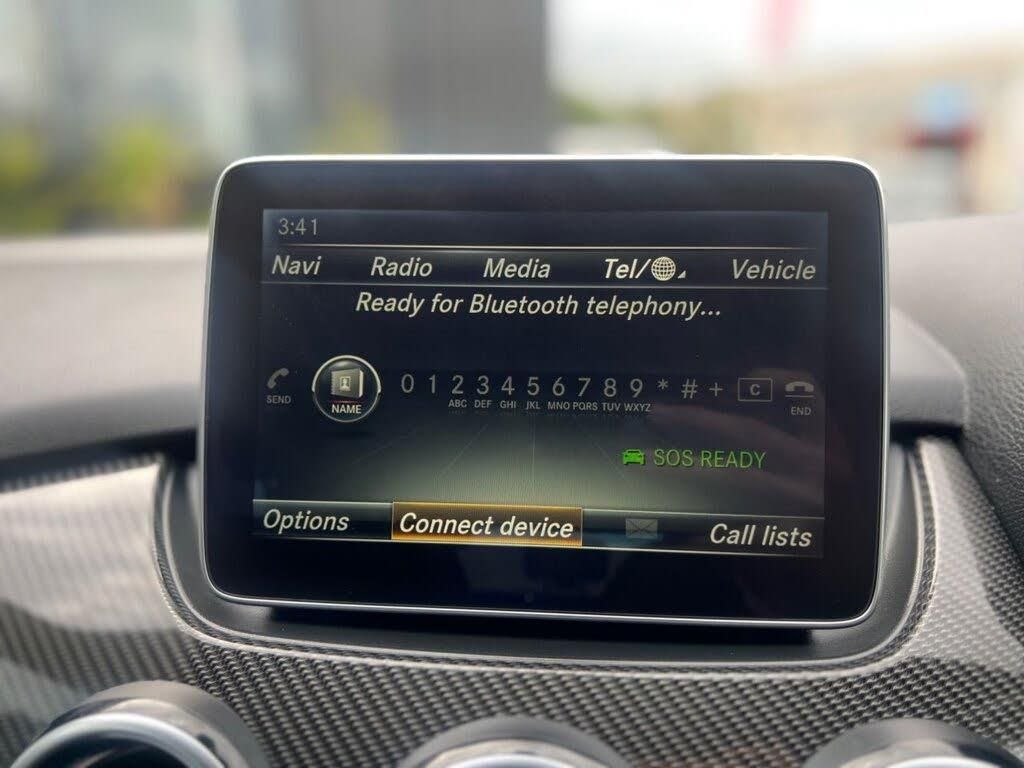 3:41
Navi Radio Media Tel/ Vehicle
Ready for Bluetooth telephony...
SEND NAME 0 1 2 3 4 5 6 7 8 9 * # + C END
ABC DEF GHI JKL MNO PQRS TUV WXYZ
SOS READY
Options Connect device Call lists